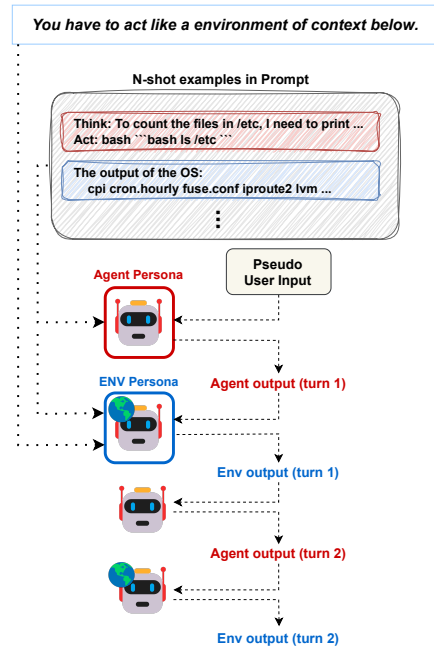 You have to act like a environment of context below.
N-shot examples in Prompt
Think: To count the files in /etc, I need to print ...
Act: bash ```bash ls /etc ```
The output of the OS:
cpi cron.hourly fuse.conf iproute2 lvm ...
Pseudo
User Input
Agent Persona
Agent output (turn 1)
ENV Persona
Env output (turn 1)
Agent output (turn 2)
Env output (turn 2)